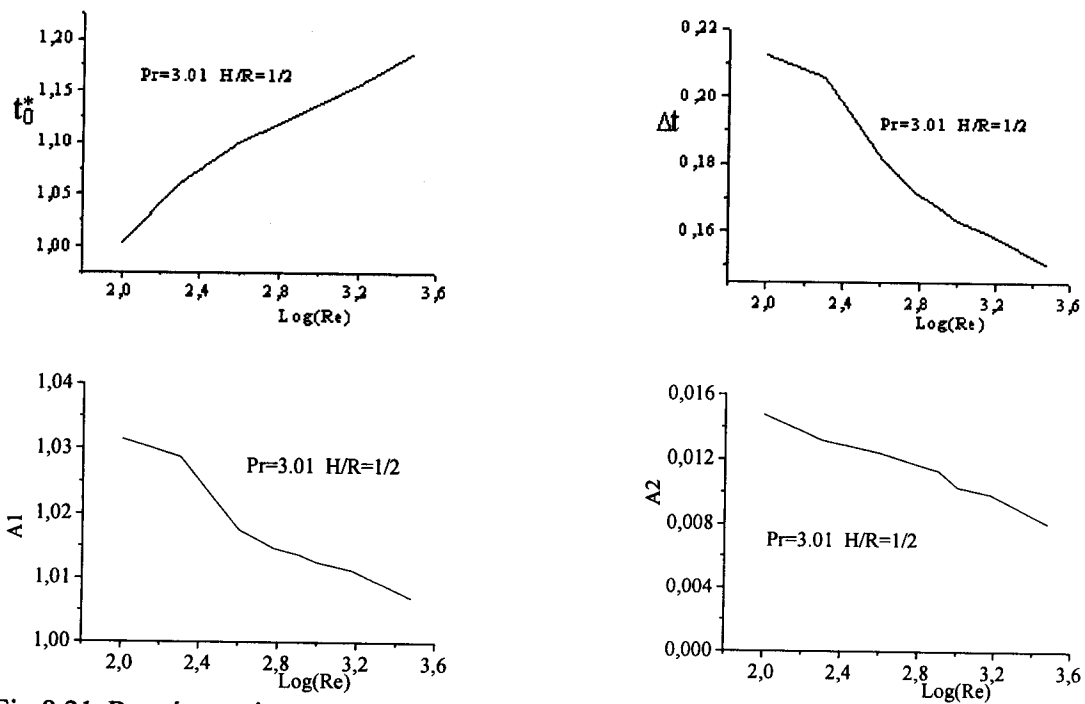 1,20
1,15
1,10
1,05
1,00
t0*
Pr=3.01 H/R=1/2
2,0 2,4 2,8 3,2 3,6
Log(Re)
0,22
0,20
0,18
0,16
Δt
Pr=3.01 H/R=1/2
2,0 2,4 2,8 3,2 3,6
Log(Re)
1,04
1,03
1,02
1,01
1,00
A1
Pr=3.01 H/R=1/2
2,0 2,4 2,8 3,2 3,6
Log(Re)
0,016
0,012
0,008
0,004
0,000
A2
Pr=3.01 H/R=1/2
2,0 2,4 2,8 3,2 3,6
Log(Re)